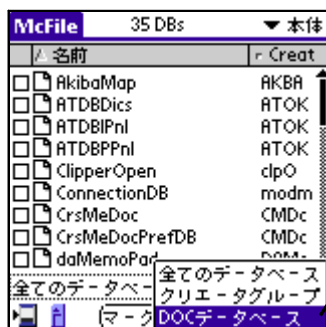 McFile 35 DBs ▼ 本体
名前 Creat
AkibaMap AKBA
ATDBDics ATOK
ATDBIPnl ATOK
ATDBPPnl ATOK
ClipperOpen clpO
ConnectionDB modm
CrsMeDoc CMDc
CrsMeDocPrefDB CMDc
daMemoPad
全てのデータベース
全てのデータベース
クリエータグループ
(マーク
DOCデータベース